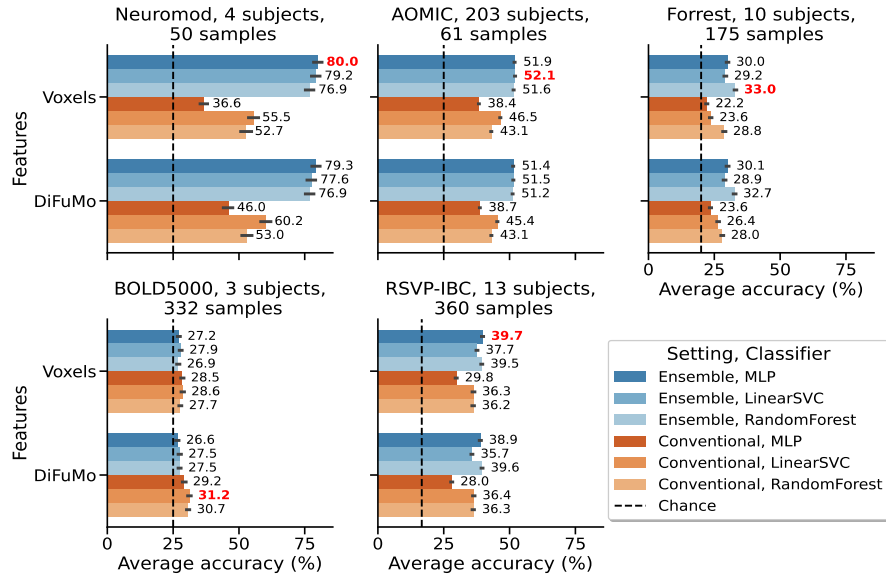 Neuromod, 4 subjects,
50 samples
Features
Voxels
80.0
79.2
76.9
36.6
55.5
52.7
DiFuMo
79.3
77.6
76.9
46.0
60.2
53.0
AOMIC, 203 subjects,
61 samples
51.9
52.1
51.6
38.4
46.5
43.1
51.4
51.5
51.2
38.7
45.4
43.1
Forrest, 10 subjects,
175 samples
30.0
29.2
33.0
22.2
23.6
28.8
30.1
28.9
32.7
23.6
26.4
28.0
0 25 50 75
Average accuracy (%)
BOLD5000, 3 subjects,
332 samples
Features
Voxels
27.2
27.9
26.9
28.5
28.6
27.7
DiFuMo
26.6
27.5
27.5
29.2
31.2
30.7
0 25 50 75
Average accuracy (%)
RSVP-IBC, 13 subjects,
360 samples
39.7
37.7
39.5
29.8
36.3
36.2
38.9
35.7
39.6
28.0
36.4
36.3
0 25 50 75
Average accuracy (%)
Setting, Classifier
Ensemble, MLP
Ensemble, LinearSVC
Ensemble, RandomForest
Conventional, MLP
Conventional, LinearSVC
Conventional, RandomForest
Chance